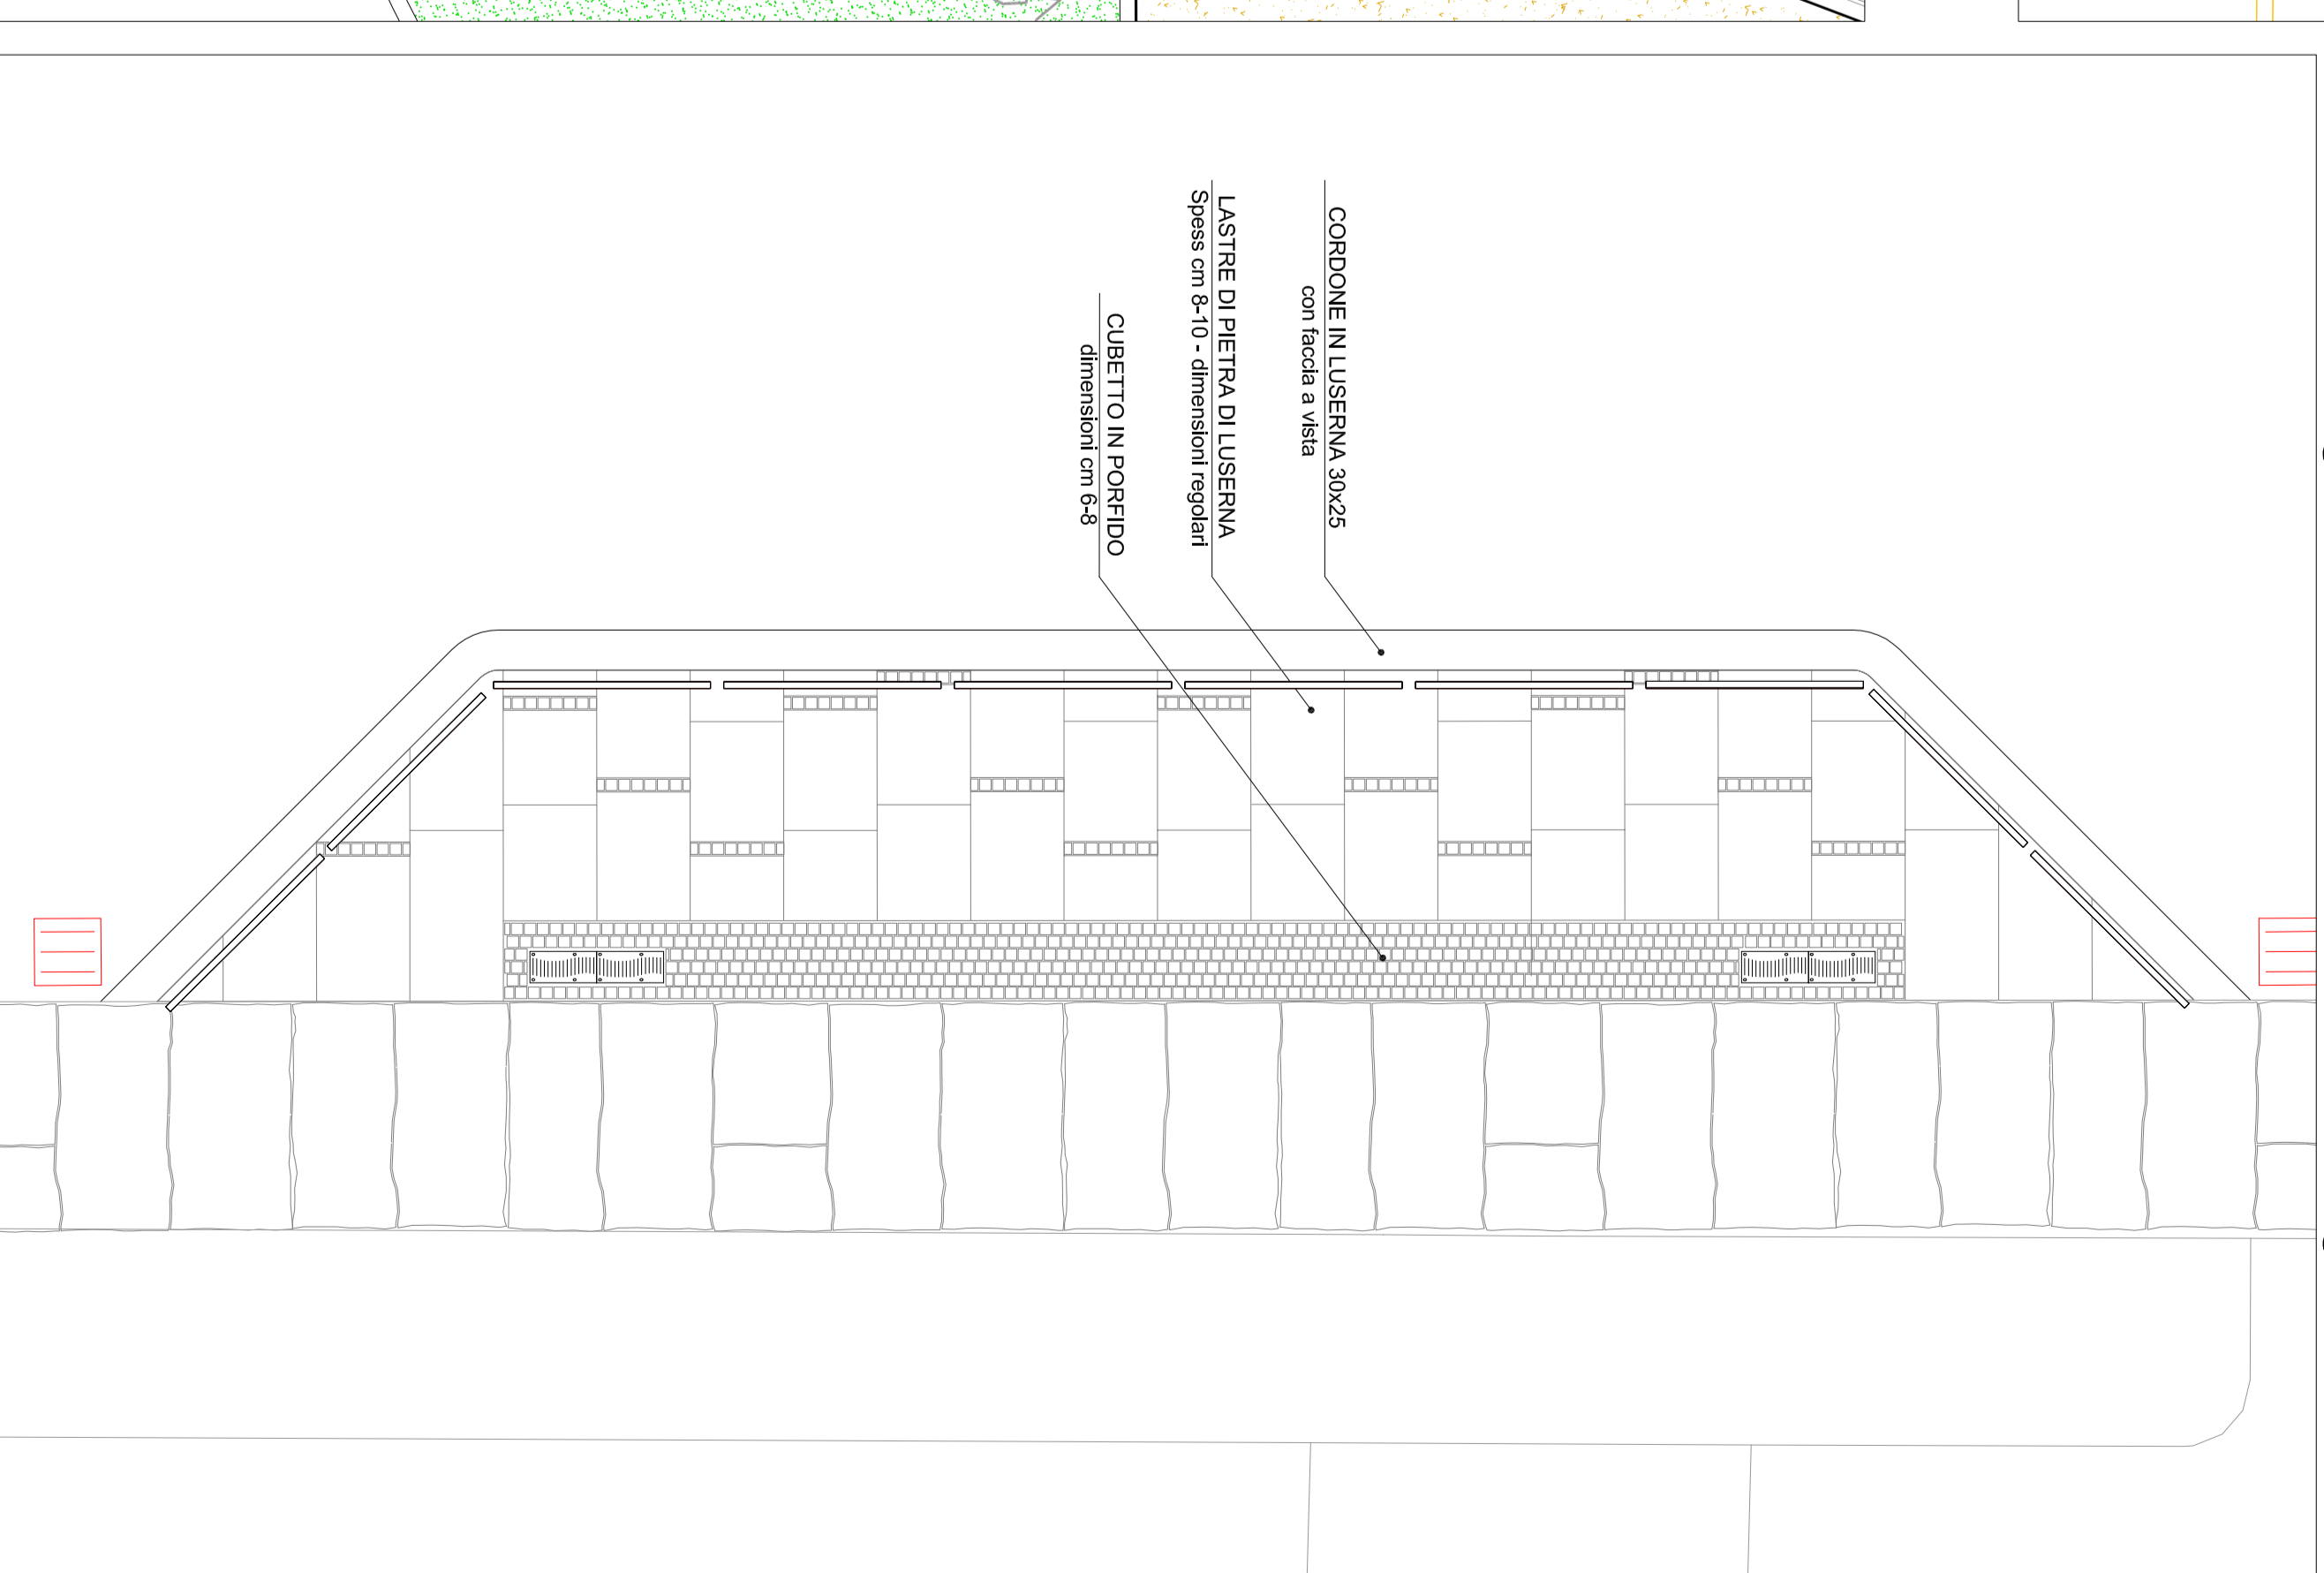 CORDONE IN LUSERNA 30x25
con faccia a vista
LASTRE DI PIETRA DI LUSERNA
Spess cm 8-10 - dimensioni regolari
CUBETTO IN PORFIDO
dimensioni cm 6-8